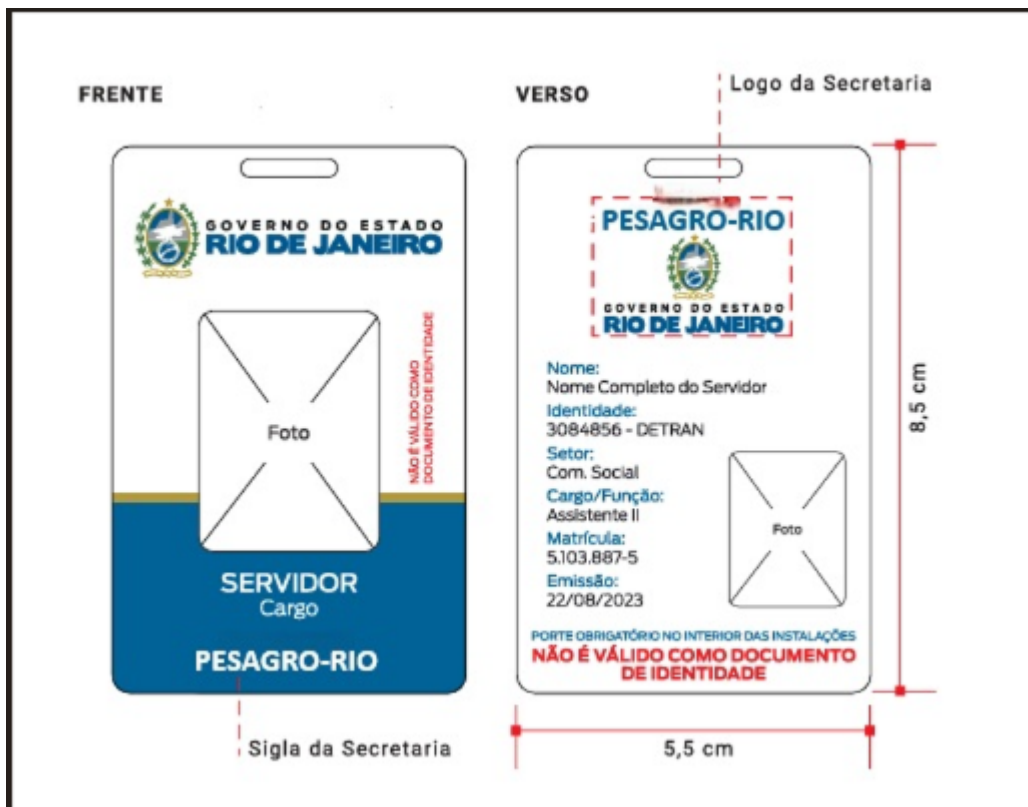 FRENTE
GOVERNO DO ESTADO
RIO DE JANEIRO
NÃO É VÁLIDO COMO
DOCUMENTO DE IDENTIDADE
Foto
SERVIDOR
Cargo
PESAGRO-RIO
Sigla da Secretaria
VERSO
Logo da Secretaria
PESAGRO-RIO
GOVERNO DO ESTADO
RIO DE JANEIRO
Nome:
Nome Completo do Servidor
Identidade:
3084856 - DETRAN
Setor:
Com. Social
Cargo/Função:
Assistente II
Matrícula:
5.103.887-5
Emissão:
22/08/2023
Foto
PORTE OBRIGATÓRIO NO INTERIOR DAS INSTALAÇÕES
NÃO É VÁLIDO COMO DOCUMENTO
DE IDENTIDADE
8,5 cm
5,5 cm